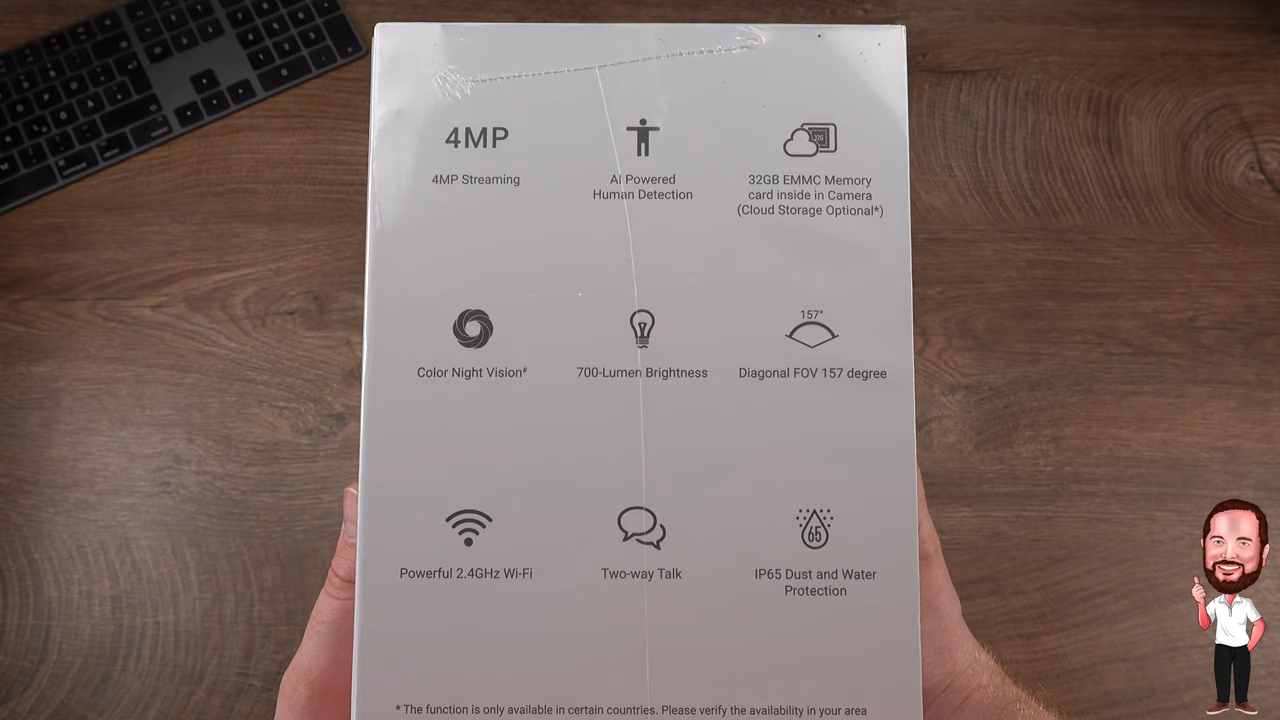 4MP
4MP Streaming
AI Powered
Human Detection
32G
32GB EMMC Memory
card inside in Camera
(Cloud Storage Optional*)
Color Night Vision#
700-Lumen Brightness
157°
Diagonal FOV 157 degree
Powerful 2.4GHz Wi-Fi
Two-way Talk
65
IP65 Dust and Water
Protection
* The function is only available in certain countries. Please verify the availability in your area